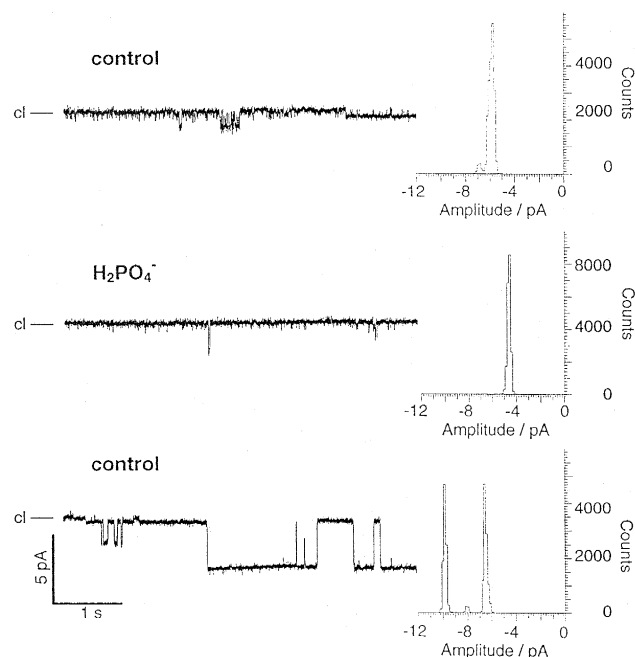 control
cl
4000
2000
0
Counts
-12 -8 -4 0
Amplitude / pA
H₂PO₄⁻
cl
8000
4000
0
Counts
-12 -8 -4 0
Amplitude / pA
control
cl
5 pA
1 s
4000
2000
0
Counts
-12 -8 -4 0
Amplitude / pA